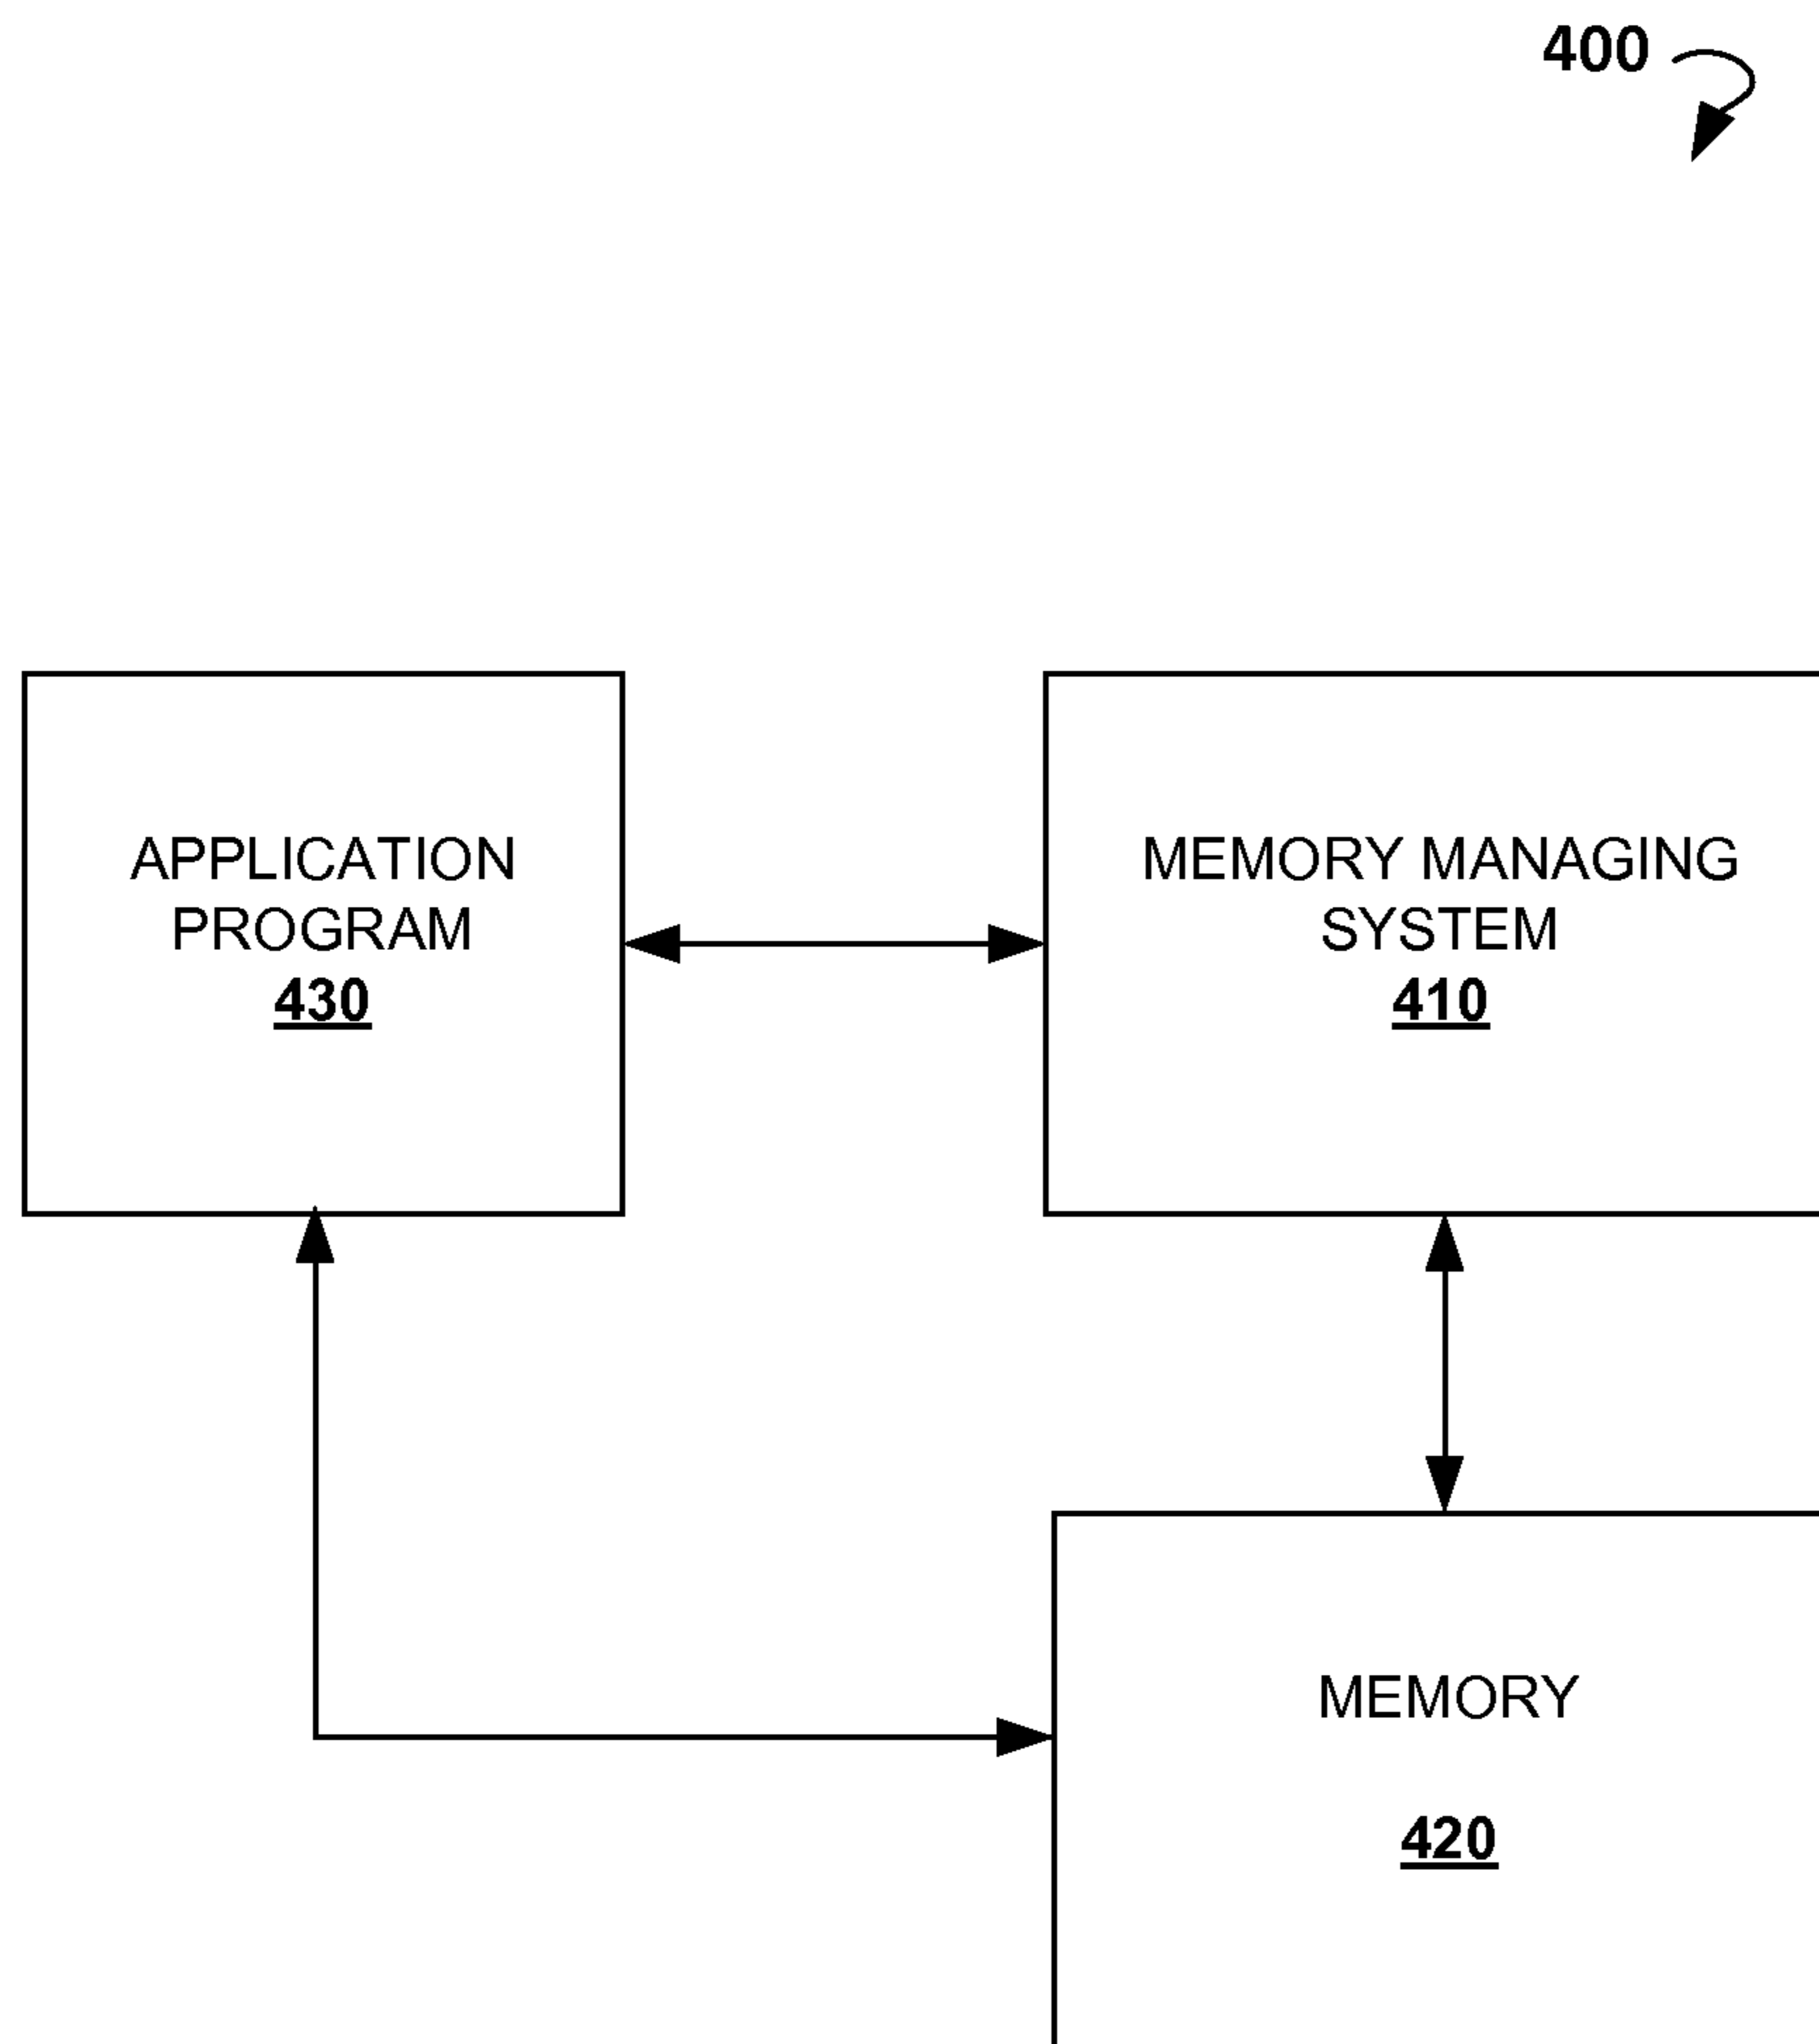 400
APPLICATION
PROGRAM
430
MEMORY MANAGING
SYSTEM
410
MEMORY
420